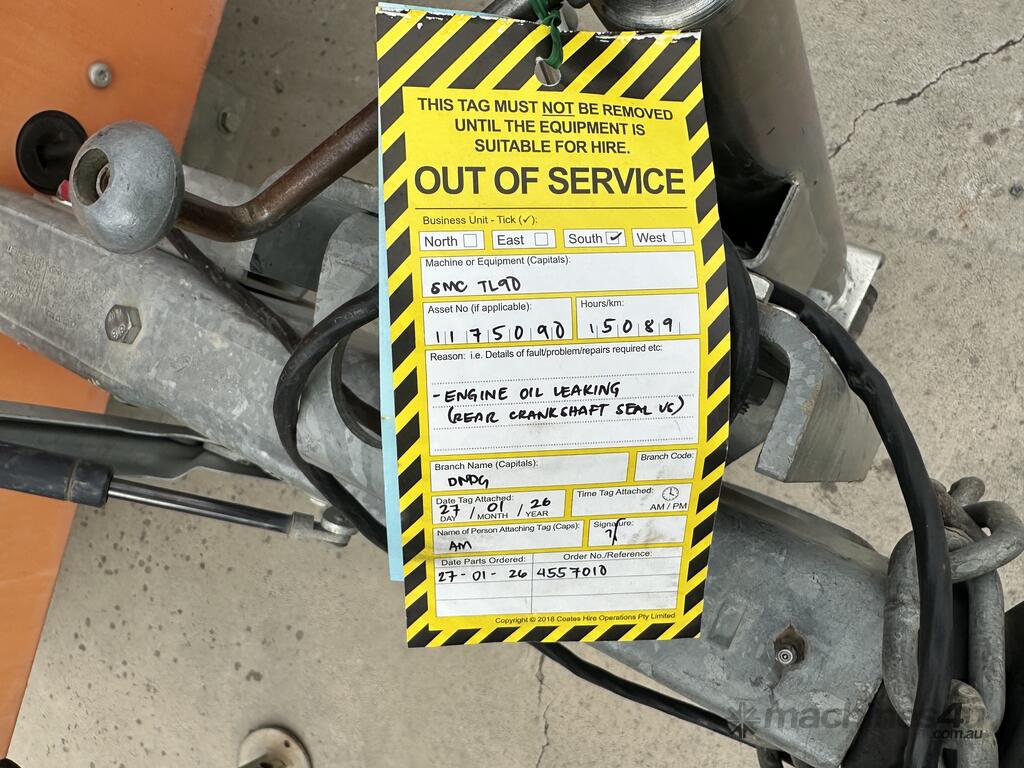 THIS TAG MUST NOT BE REMOVED
UNTIL THE EQUIPMENT IS
SUITABLE FOR HIRE.
OUT OF SERVICE
Business Unit - Tick (✓):
North East South ✓ West
Machine or Equipment (Capitals):
SMC TL90
Asset No (if applicable): Hours/km:
1175090 15089
Reason: i.e. Details of fault/problem/repairs required etc:
- ENGINE OIL LEAKING
(REAR CRANKSHAFT SEAL U/S)
Branch Name (Capitals): Branch Code:
DNDG
Date Tag Attached: Time Tag Attached:
27 / 01 / 26
DAY MONTH YEAR AM / PM
Name of Person Attaching Tag (Caps): Signature:
AM
Date Parts Ordered: Order No./Reference:
27-01-26 4557010
Copyright © 2018 Coates Hire Operations Pty Limited
machines4u
.com.au